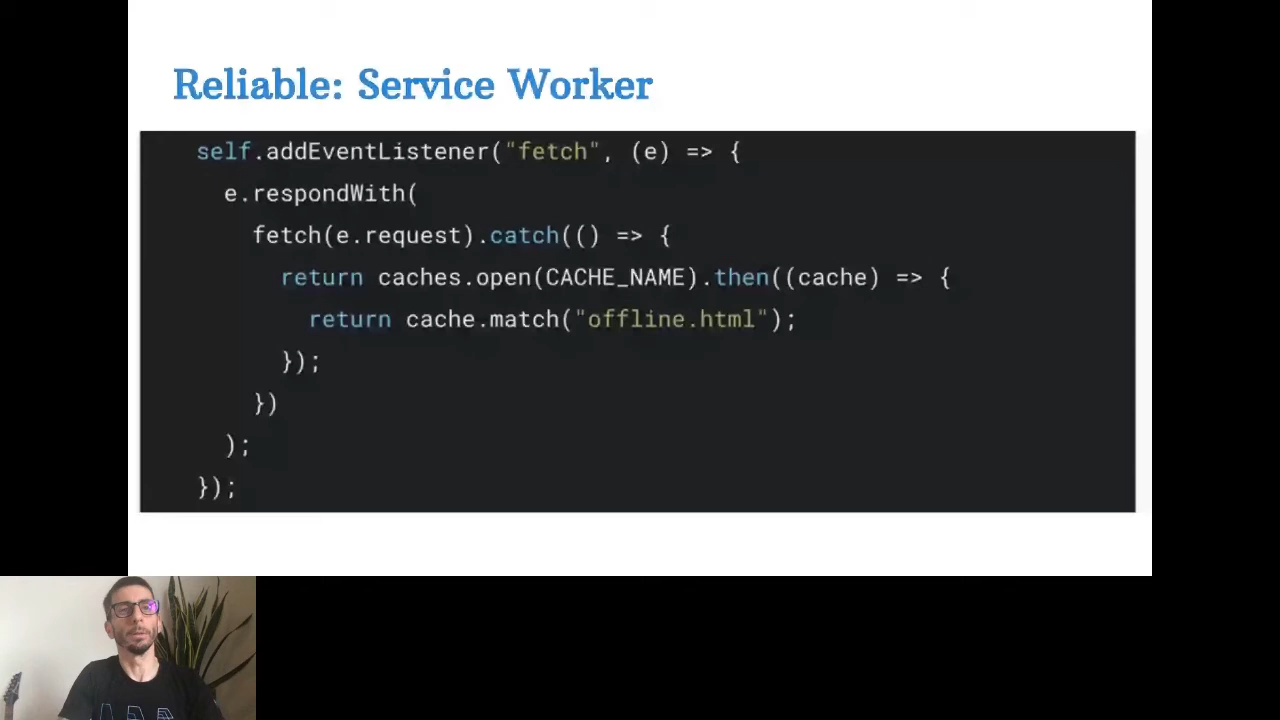 Reliable: Service Worker
self.addEventListener("fetch", (e) => {
e.respondWith(
fetch(e.request).catch(() => {
return caches.open(CACHE_NAME).then((cache) => {
return cache.match("offline.html");
});
})
);
});